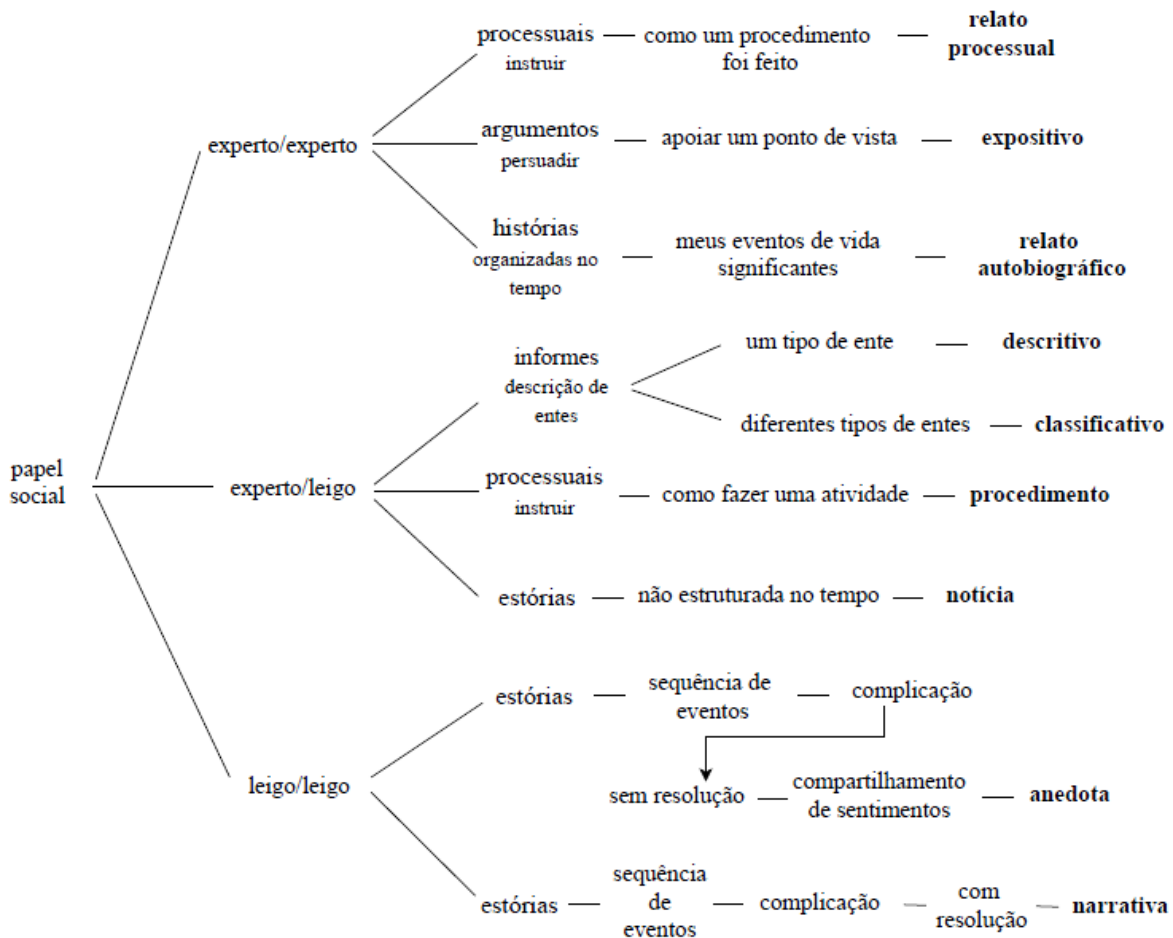 processuais
instruir
como um procedimento
foi feito
relato
processual
experto/experto
argumentos
persuadir
apoiar um ponto de vista
expositivo
histórias
organizadas no
tempo
meus eventos de vida
significantes
relato
autobiográfico
informes
descrição de
entes
um tipo de ente
descritivo
diferentes tipos de entes
classificativo
papel
social
experto/leigo
processuais
instruir
como fazer uma atividade
procedimento
estórias
não estruturada no tempo
notícia
estórias
sequência de
eventos
complicação
leigo/leigo
sem resolução
compartilhamento
de sentimentos
anedota
estórias
sequência
de
eventos
complicação
com
resolução
narrativa